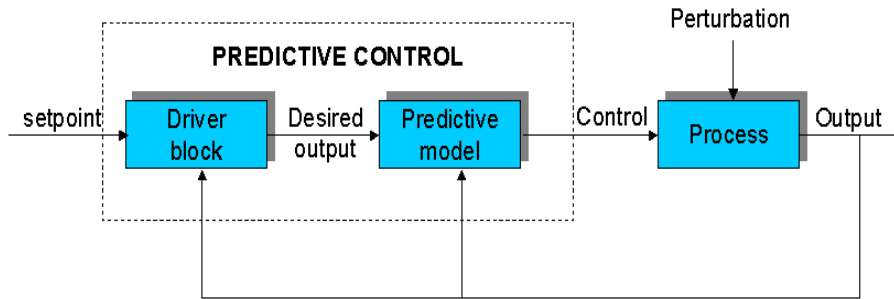 Perturbation
PREDICTIVE CONTROL
setpoint
Driver
block
Desired
output
Predictive
model
Control
Process
Output